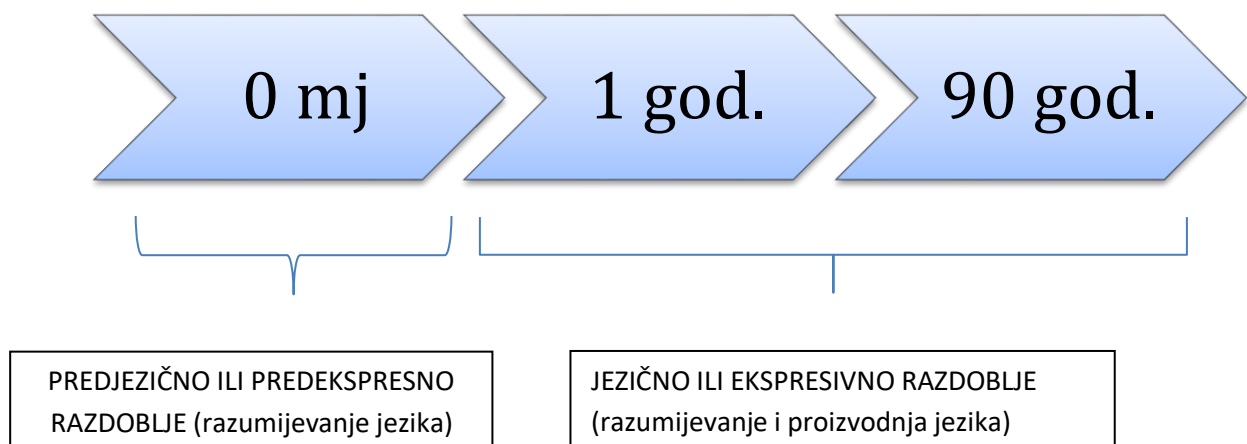 0 mj
1 god.
90 god.
PREDJEZIČNO ILI PREDEKSPRESNO
RAZDOBLJE (razumijevanje jezika)
JEZIČNO ILI EKSPRESIVNO RAZDOBLJE
(razumijevanje i proizvodnja jezika)